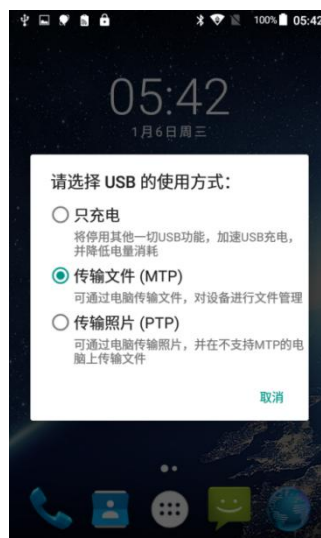 100% 05:42
05:42
1月6日周三
请选择 USB 的使用方式：
只充电
将停用其他一切USB功能，加速USB充电，
并降低电量消耗
传输文件 (MTP)
可通过电脑传输文件，对设备进行文件管理
传输照片 (PTP)
可通过电脑传输照片，并在不支持MTP的电
脑上传输文件
取消